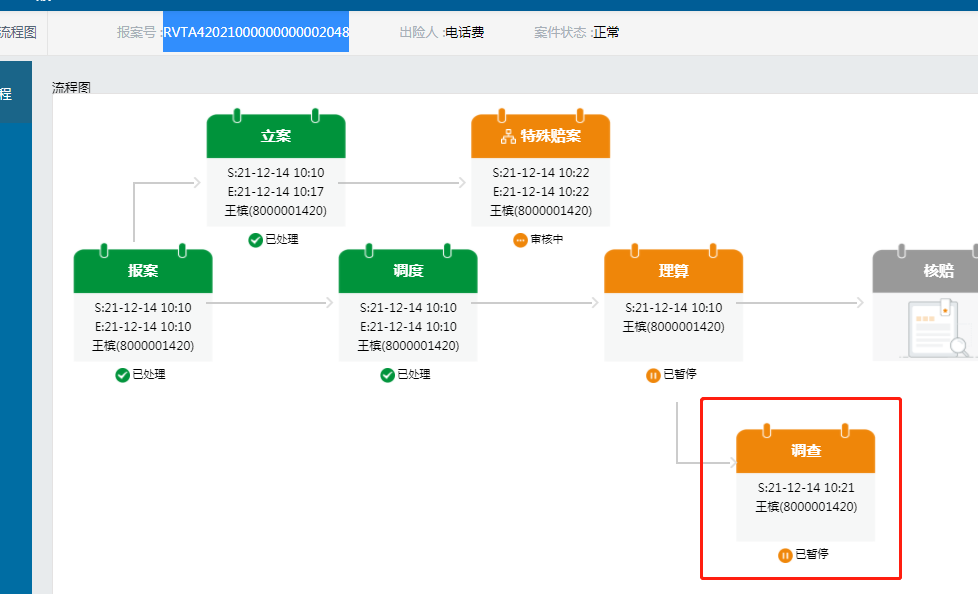 流程图
报案号 :RVTA42021000000000002048
出险人 :电话费
案件状态 :正常
程
流程图
立案
S:21-12-14 10:10
E:21-12-14 10:17
王槟(8000001420)
已处理
特殊赔案
S:21-12-14 10:22
E:21-12-14 10:22
王槟(8000001420)
审核中
报案
S:21-12-14 10:10
E:21-12-14 10:10
王槟(8000001420)
已处理
调度
S:21-12-14 10:10
E:21-12-14 10:10
王槟(8000001420)
已处理
理算
S:21-12-14 10:10
王槟(8000001420)
已暂停
核赔
调查
S:21-12-14 10:21
王槟(8000001420)
已暂停